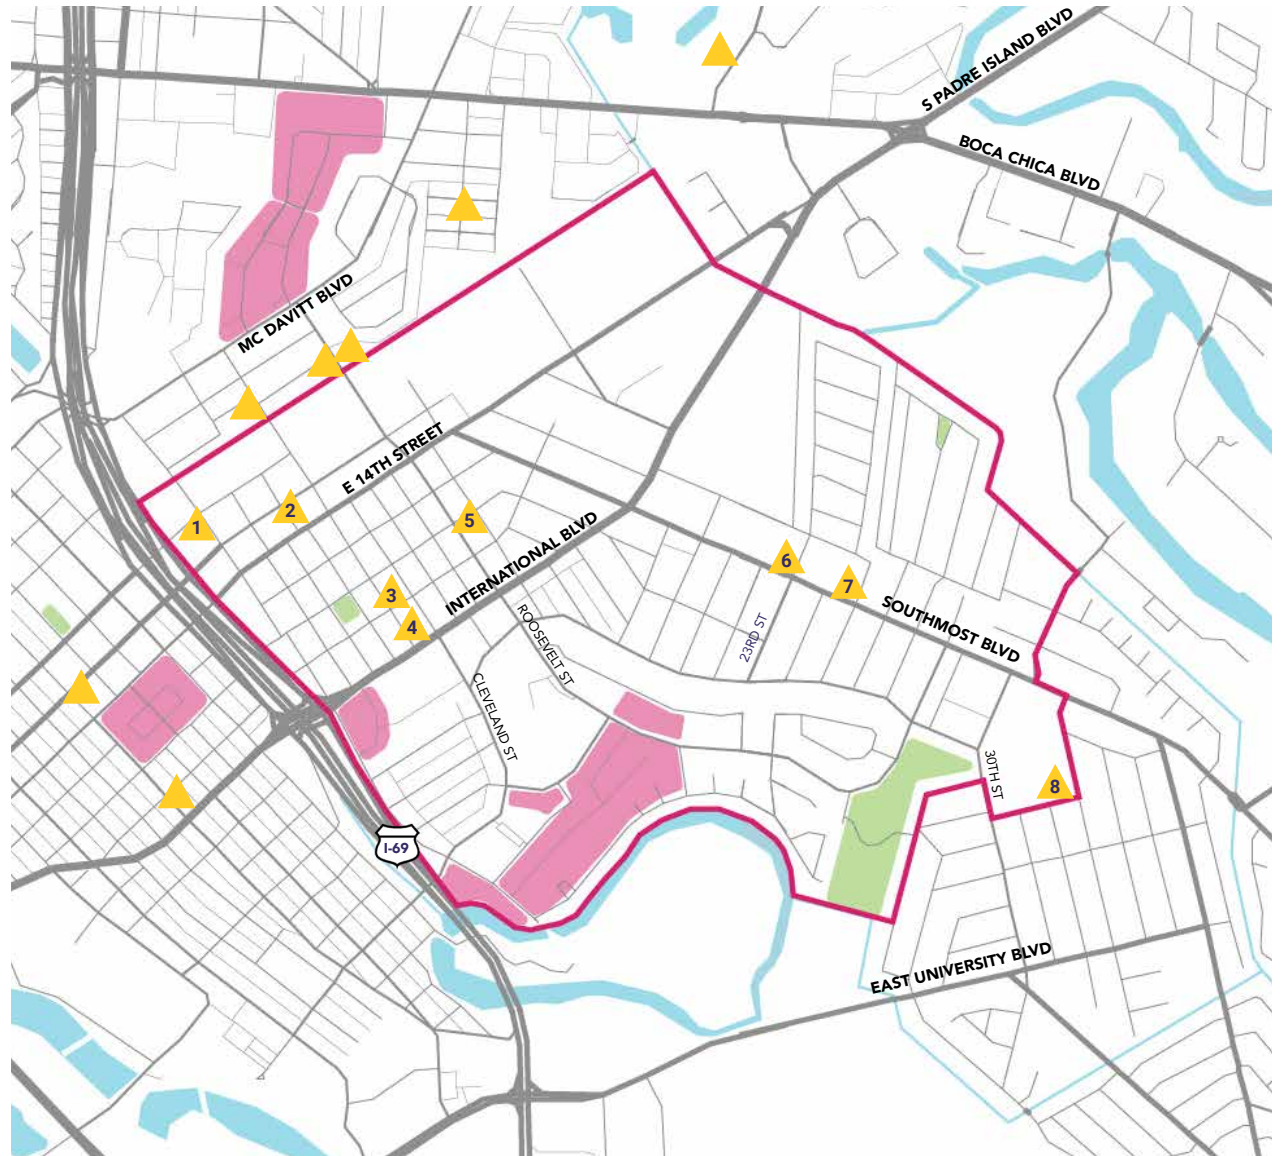 S PADRE ISLAND BLVD
BOCA CHICA BLVD
MC DAVITT BLVD
E 14TH STREET
1
2
5
INTERNATIONAL BLVD
3
4
6
7
SOUTHMOST BLVD
23RD ST
ROOSEVELT ST
CLEVELAND ST
30TH ST
8
I-69
EAST UNIVERSITY BLVD